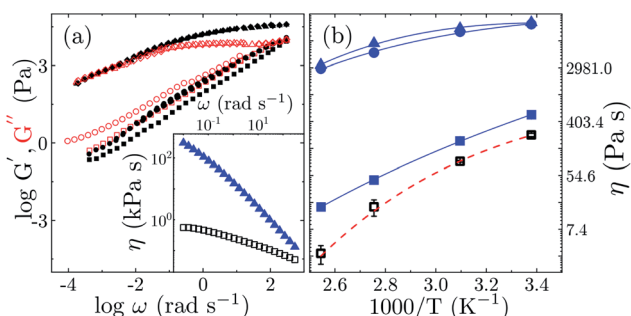 (a)
log G′, G″ (Pa)
3
0
-3
-4
-2
0
2
log ω (rad s⁻¹)
ω (rad s⁻¹)
10⁻¹
10¹
η (kPa s)
10²
10⁰
(b)
2981.0
403.4
54.6
7.4
η (Pa s)
2.6
2.8
3.0
3.2
3.4
1000/T (K⁻¹)